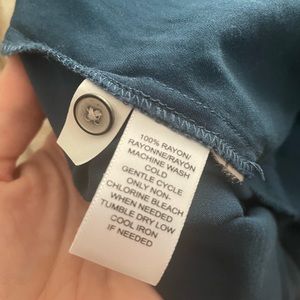 100% RAYON/
RAYONNE/RAYÓN
MACHINE WASH
COLD
GENTLE CYCLE
ONLY NON-
CHLORINE BLEACH
WHEN NEEDED
TUMBLE DRY LOW
COOL IRON
IF NEEDED